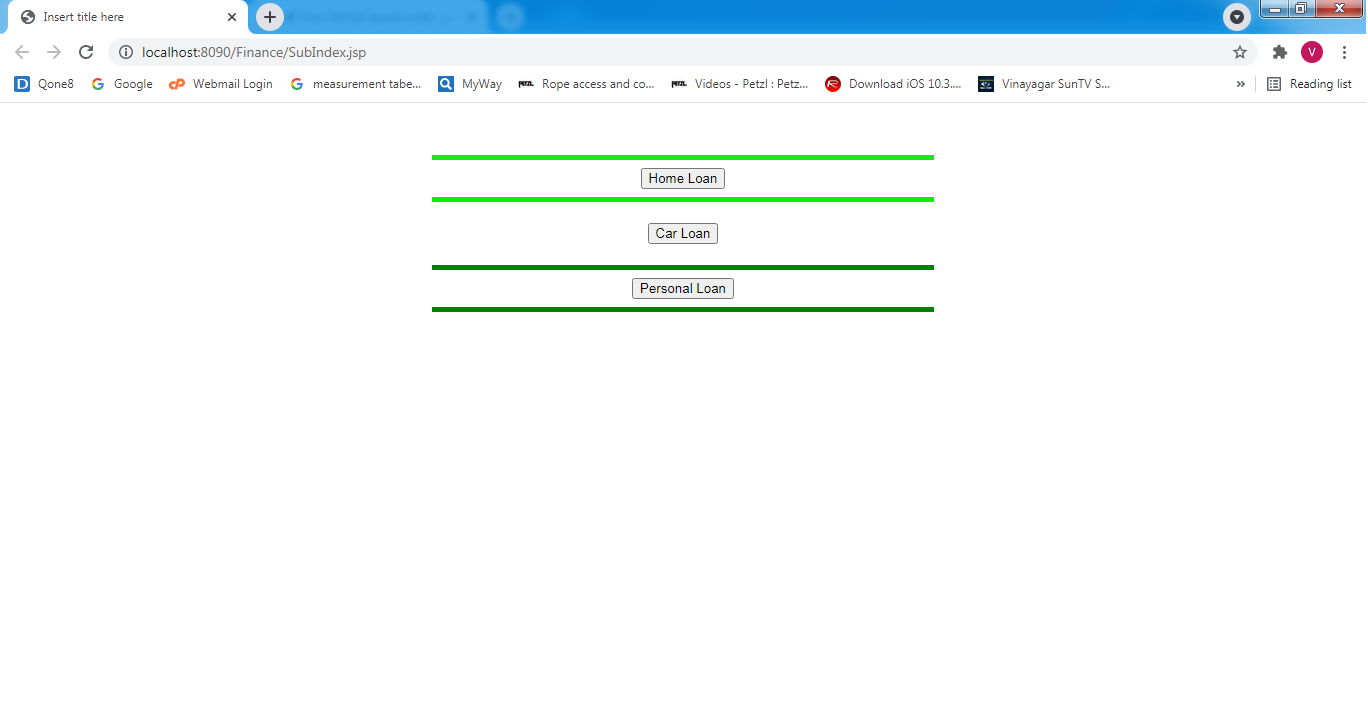 Insert title here
localhost:8090/Finance/SubIndex.jsp
V
Qone8 Google Webmail Login measurement tabe... MyWay Rope access and co... Videos - Petzl : Petz... Download iOS 10.3.... Vinayagar SunTV S... » Reading list
Home Loan
Car Loan
Personal Loan